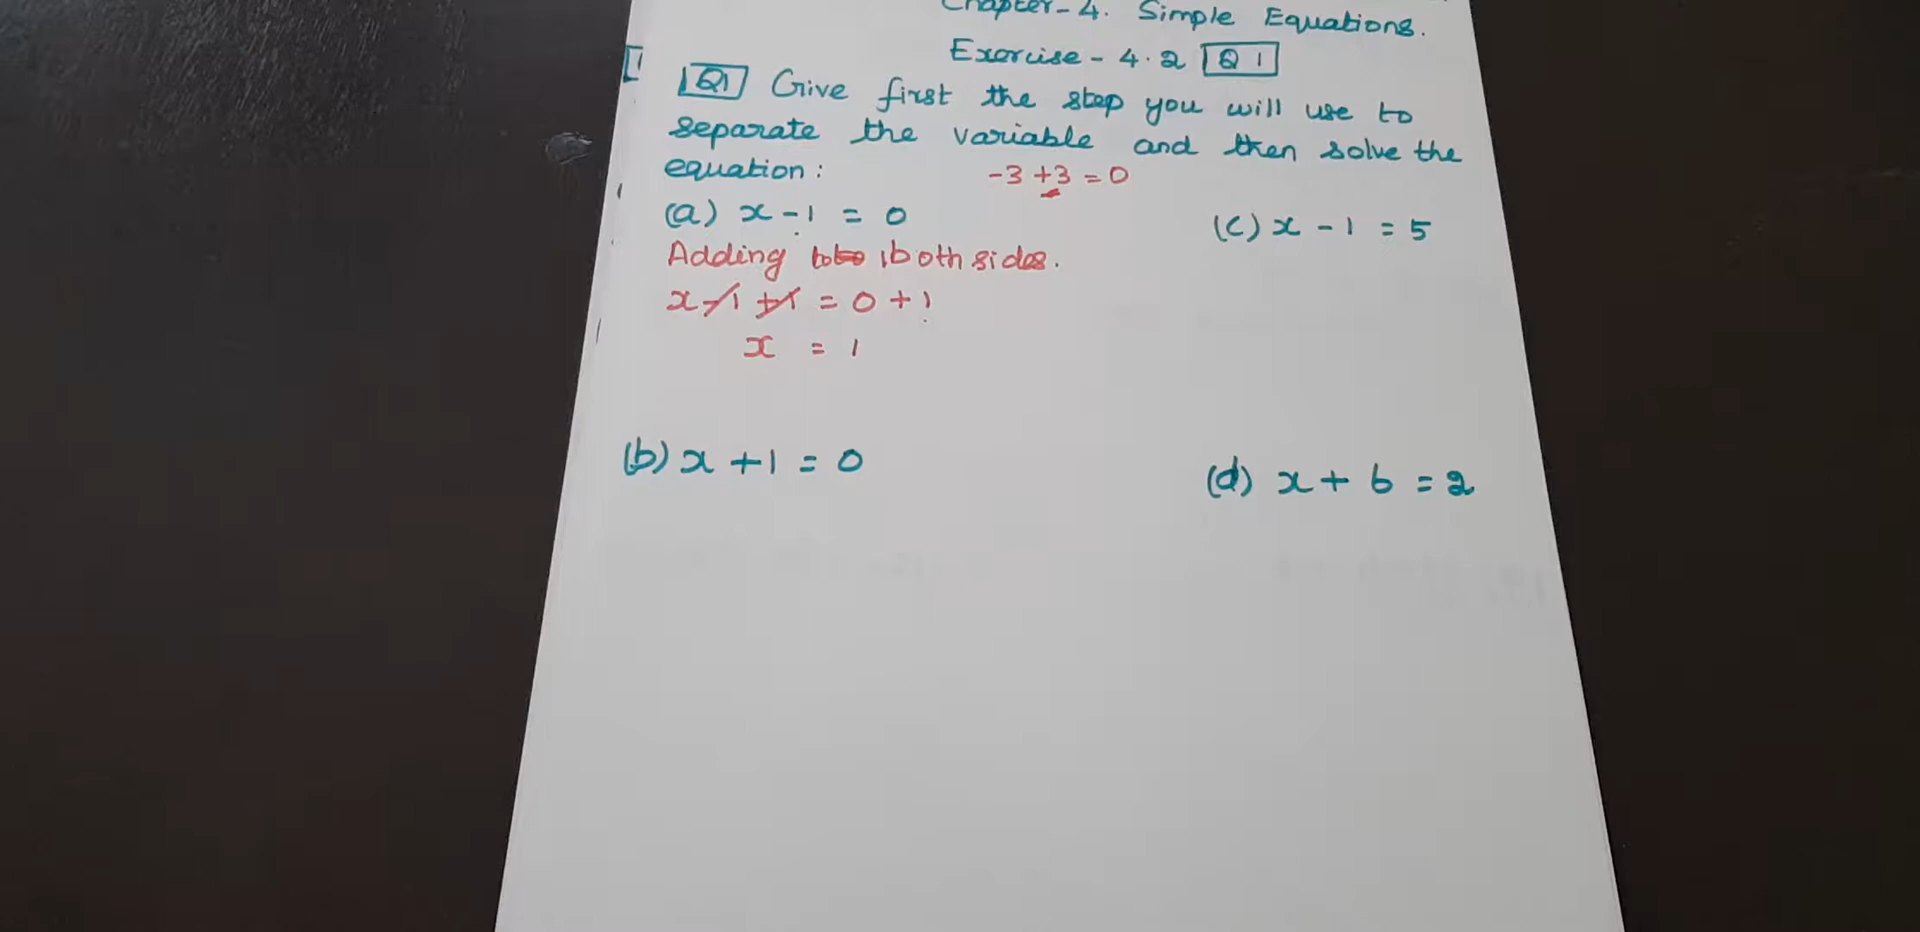 Chapter-4. Simple Equations.
Exercise - 4.2 Q1
Q1 Give first the step you will use to
separate the variable and then solve the
equation:
-3 +3 = 0
(a) x - 1 = 0
(c) x - 1 = 5
Adding 1 both sides.
x - 1 + 1 = 0 + 1
x = 1
(b) x + 1 = 0
(d) x + 6 = 2